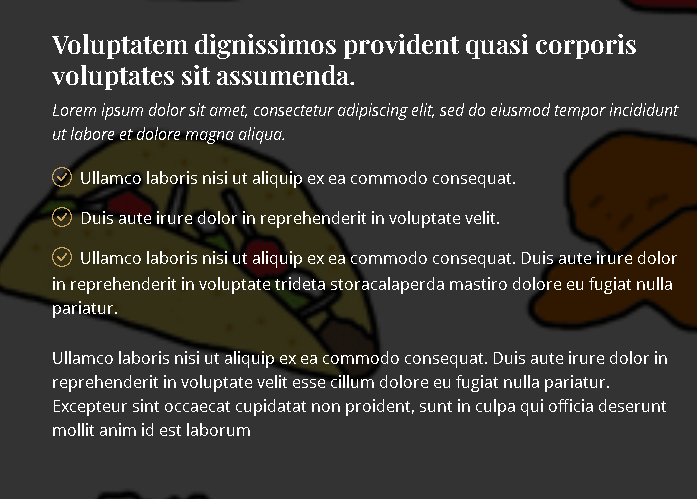 Voluptatem dignissimos provident quasi corporis
voluptates sit assumenda.
Lorem ipsum dolor sit amet, consectetur adipiscing elit, sed do eiusmod tempor incididunt
ut labore et dolore magna aliqua.
Ullamco laboris nisi ut aliquip ex ea commodo consequat.
Duis aute irure dolor in reprehenderit in voluptate velit.
Ullamco laboris nisi ut aliquip ex ea commodo consequat. Duis aute irure dolor
in reprehenderit in voluptate trideta storacalaperda mastiro dolore eu fugiat nulla
pariatur.
Ullamco laboris nisi ut aliquip ex ea commodo consequat. Duis aute irure dolor in
reprehenderit in voluptate velit esse cillum dolore eu fugiat nulla pariatur.
Excepteur sint occaecat cupidatat non proident, sunt in culpa qui officia deserunt
mollit anim id est laborum